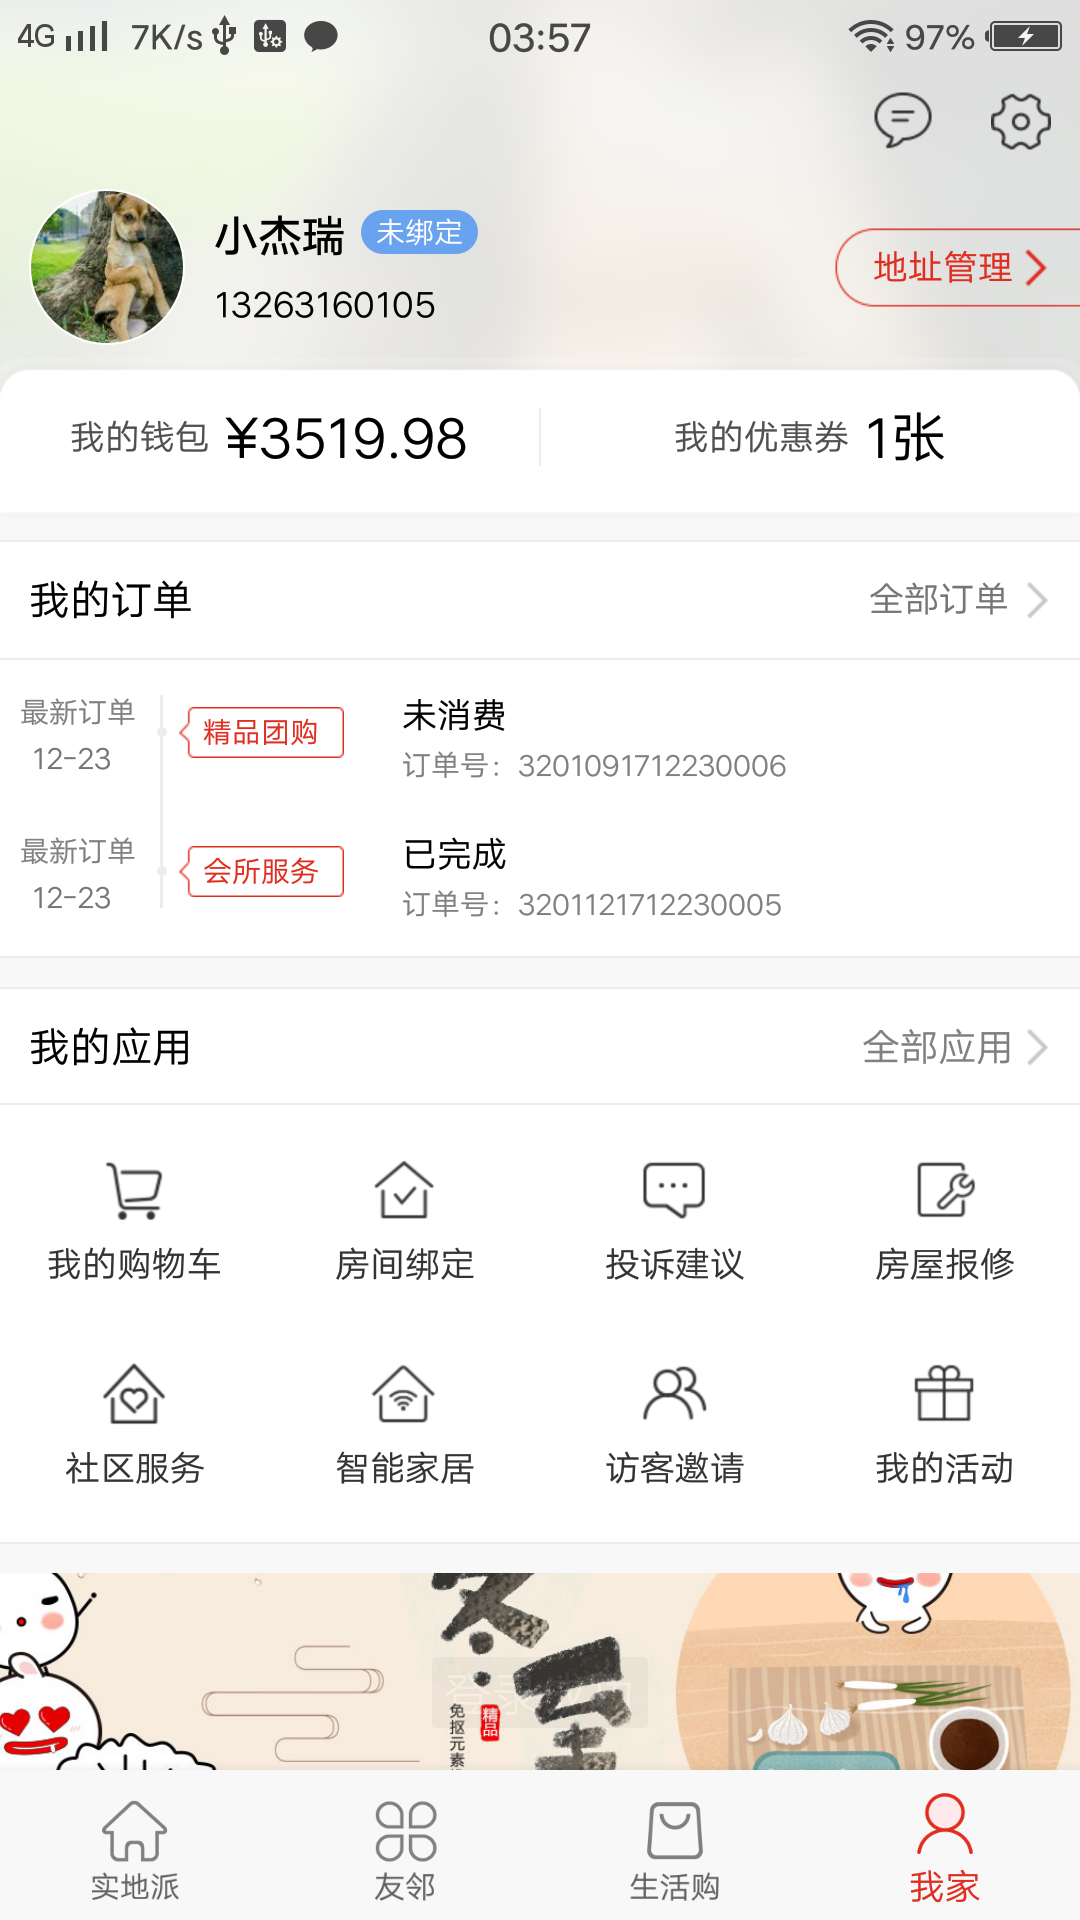 4G 7K/s 03:57 97%
小杰瑞 未绑定
13263160105
地址管理
我的钱包 ¥3519.98
我的优惠券 1张
我的订单 全部订单
最新订单
12-23
精品团购
未消费
订单号：3201091712230006
最新订单
12-23
会所服务
已完成
订单号：3201121712230005
我的应用 全部应用
我的购物车 房间绑定 投诉建议 房屋报修
社区服务 智能家居 访客邀请 我的活动
冬至
精品
免抠元素
实地派 友邻 生活购 我家